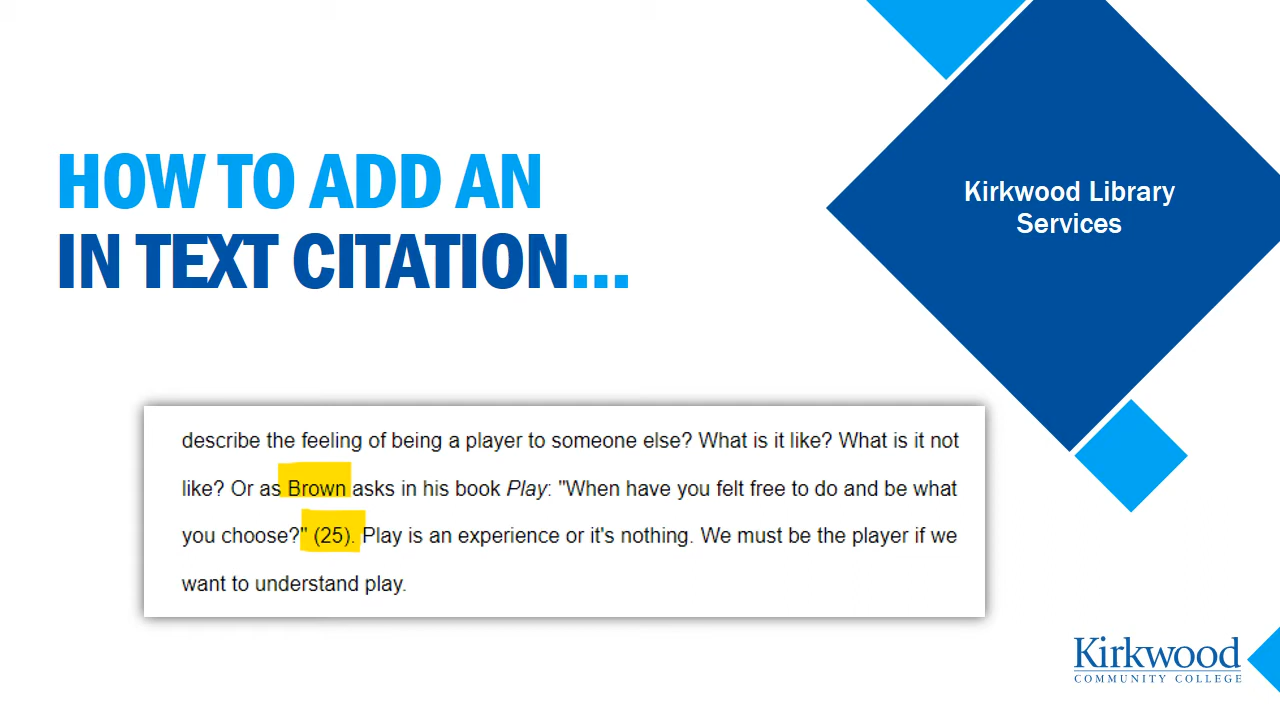 HOW TO ADD AN
IN TEXT CITATION...
Kirkwood Library
Services
describe the feeling of being a player to someone else? What is it like? What is it not
like? Or as Brown asks in his book Play: "When have you felt free to do and be what
you choose?" (25). Play is an experience or it's nothing. We must be the player if we
want to understand play.
Kirkwood
COMMUNITY COLLEGE